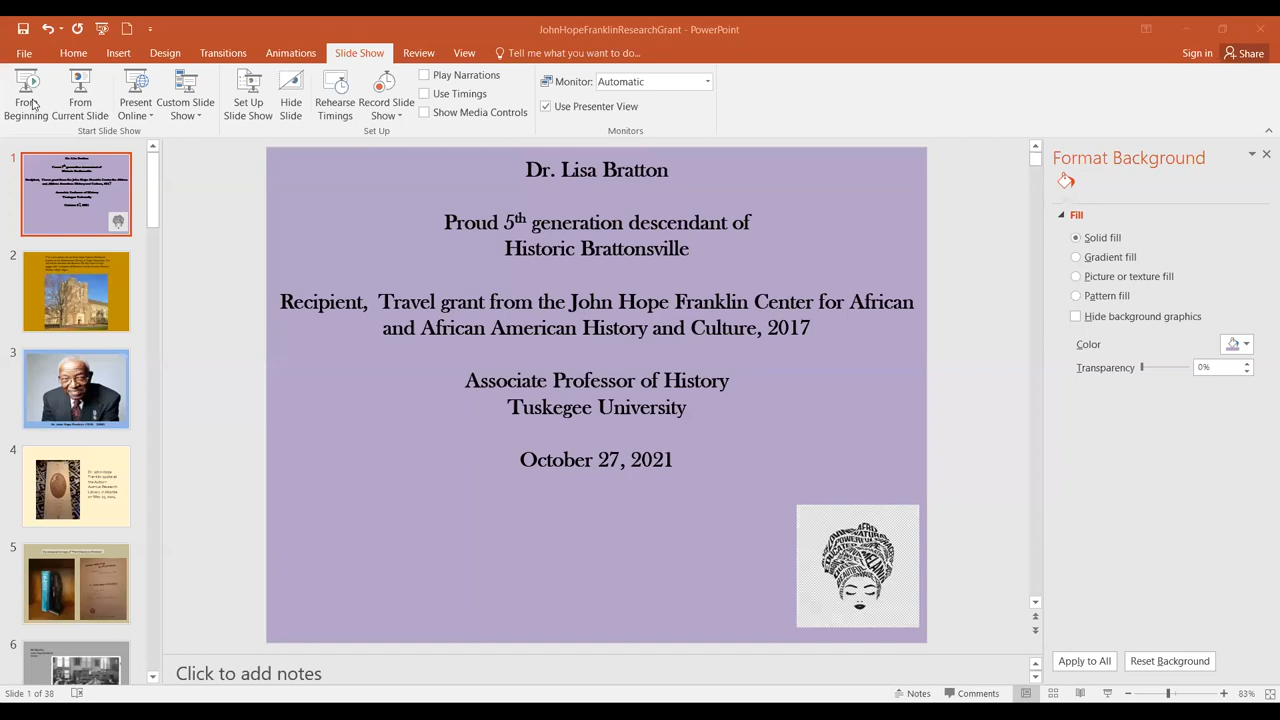 JohnHopeFranklinResearchGrant - PowerPoint
File Home Insert Design Transitions Animations Slide Show Review View Tell me what you want to do... Sign in Share
From Beginning
From Current Slide
Present Online
Custom Slide Show
Start Slide Show
Set Up Slide Show
Hide Slide
Rehearse Timings
Record Slide Show
Play Narrations
Use Timings
Show Media Controls
Set Up
Monitor: Automatic
Use Presenter View
Monitors
1
2
3
4
5
6
Dr. Lisa Bratton
Proud 5th generation descendant of
Historic Brattonsville
Recipient, Travel grant from the John Hope Franklin Center for African
and African American History and Culture, 2017
Associate Professor of History
Tuskegee University
October 27, 2021
Click to add notes
Format Background
Fill
Solid fill
Gradient fill
Picture or texture fill
Pattern fill
Hide background graphics
Color
Transparency 0%
Apply to All Reset Background
Slide 1 of 38 Notes Comments 83%